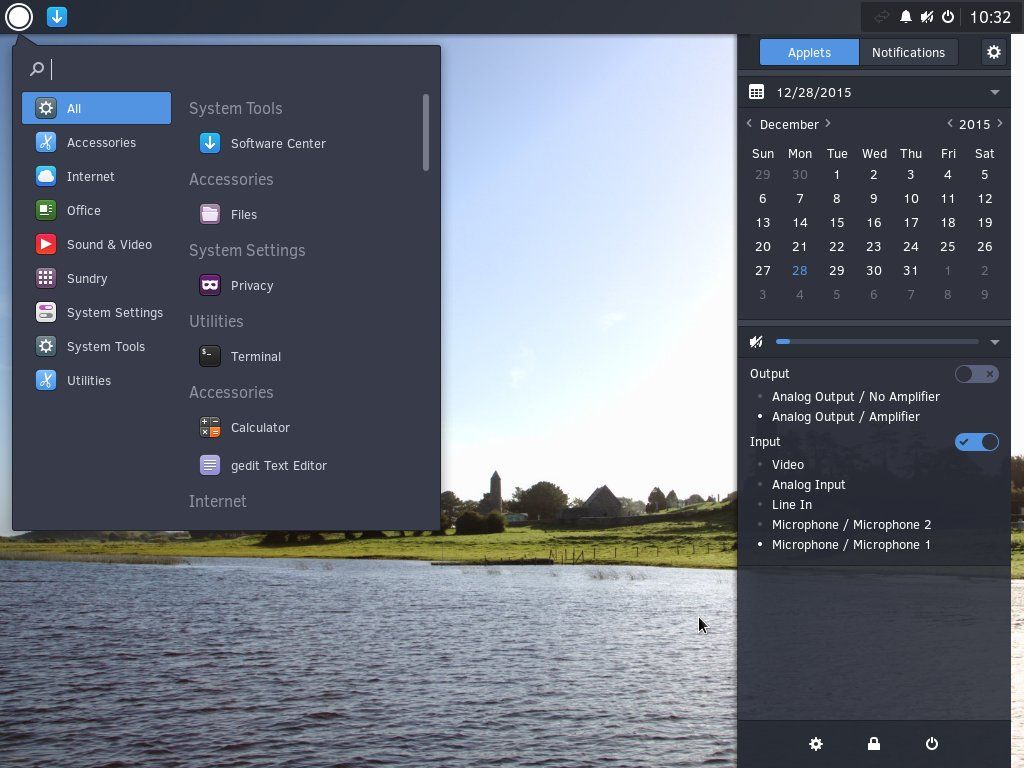 10:32
All
Accessories
Internet
Office
Sound & Video
Sundry
System Settings
System Tools
Utilities
System Tools
Software Center
Accessories
Files
System Settings
Privacy
Utilities
Terminal
Accessories
Calculator
gedit Text Editor
Internet
Applets Notifications
12/28/2015
December 2015
Sun Mon Tue Wed Thu Fri Sat
29 30 1 2 3 4 5
6 7 8 9 10 11 12
13 14 15 16 17 18 19
20 21 22 23 24 25 26
27 28 29 30 31 1 2
3 4 5 6 7 8 9
Output
Analog Output / No Amplifier
Analog Output / Amplifier
Input
Video
Analog Input
Line In
Microphone / Microphone 2
Microphone / Microphone 1